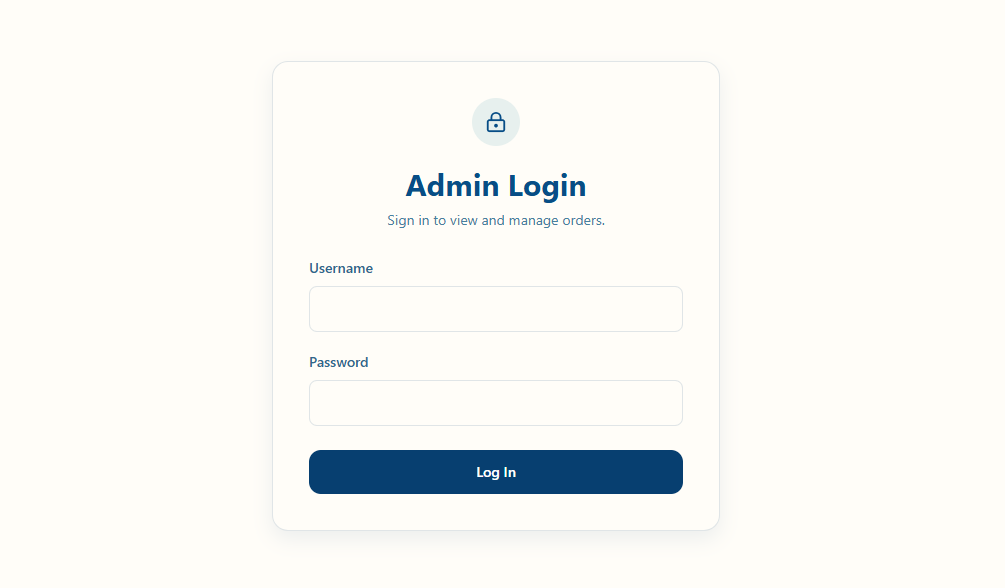 Admin Login
Sign in to view and manage orders.
Username
Password
Log In